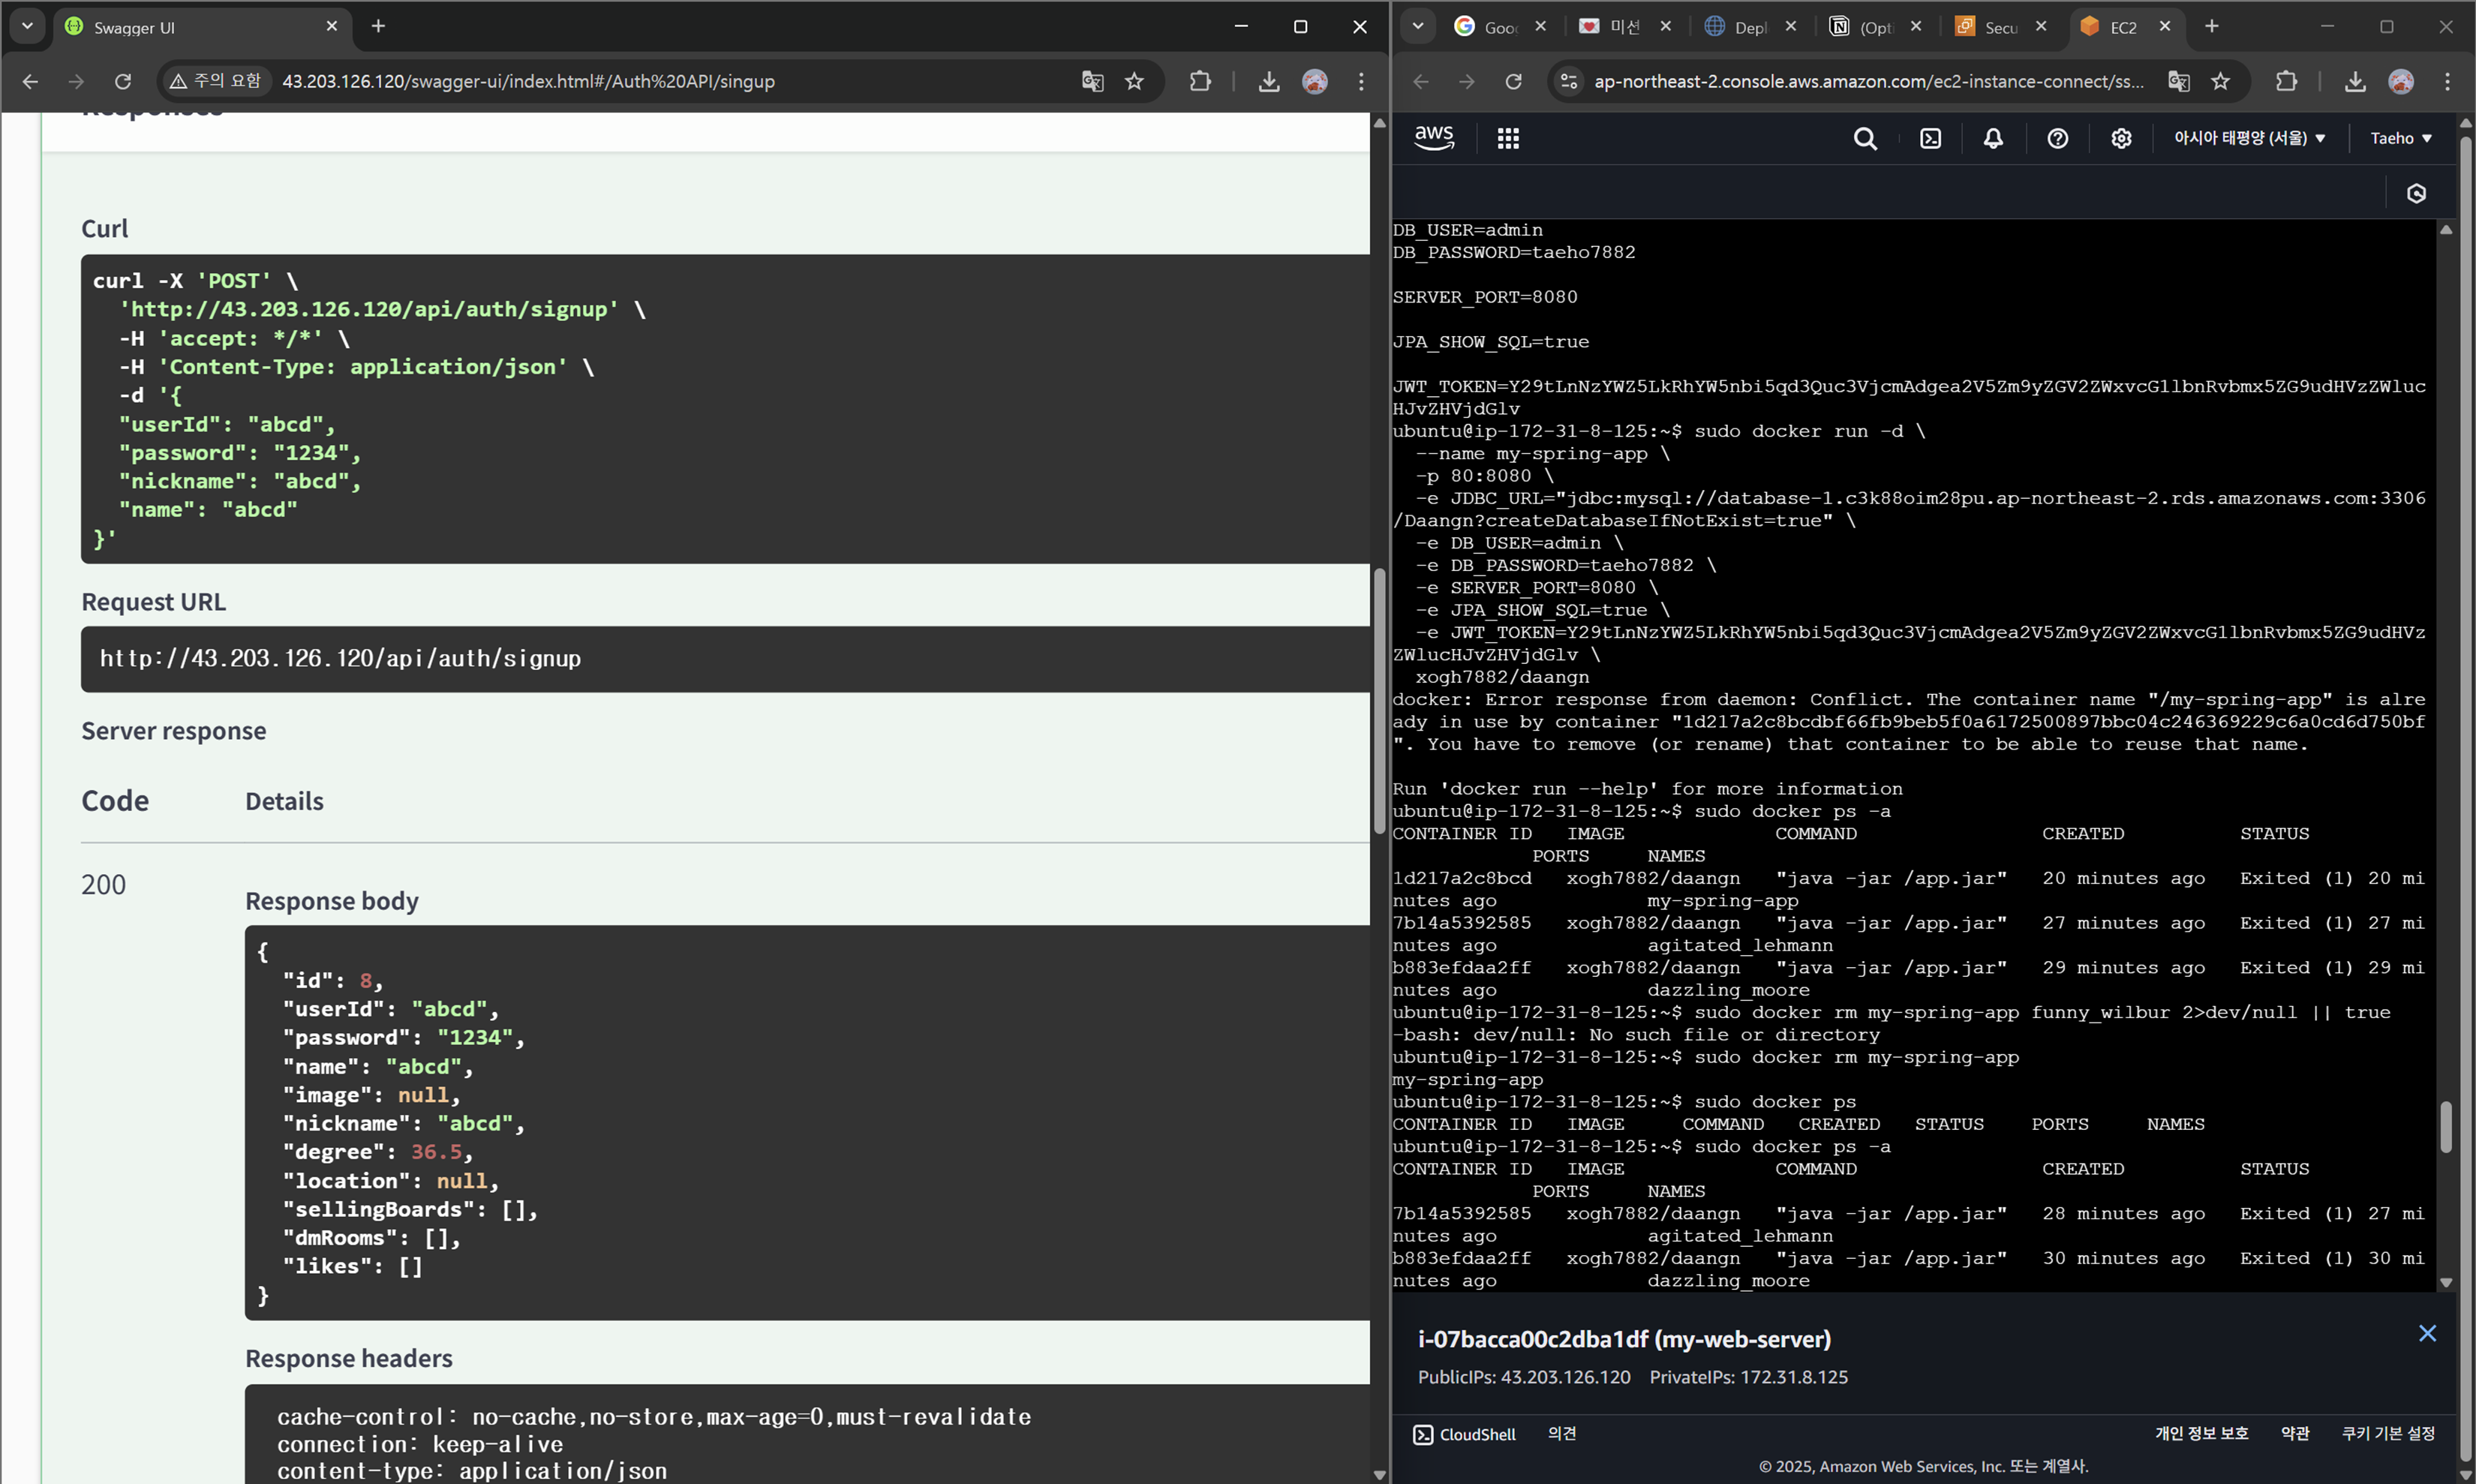 Swagger UI
주의 요함
43.203.126.120/swagger-ui/index.html#/Auth%20API/singup
Responses
Curl
curl -X 'POST' \
'http://43.203.126.120/api/auth/signup' \
-H 'accept: */*' \
-H 'Content-Type: application/json' \
-d '{
"userId": "abcd",
"password": "1234",
"nickname": "abcd",
"name": "abcd"
}'
Request URL
http://43.203.126.120/api/auth/signup
Server response
Code Details
200
Response body
{
"id": 8,
"userId": "abcd",
"password": "1234",
"name": "abcd",
"image": null,
"nickname": "abcd",
"degree": 36.5,
"location": null,
"sellingBoards": [],
"dmRooms": [],
"likes": []
}
Response headers
cache-control: no-cache,no-store,max-age=0,must-revalidate
connection: keep-alive
content-type: application/json
Goo 미션 Depl (Opti Secu EC2
ap-northeast-2.console.aws.amazon.com/ec2-instance-connect/ss...
aws
아시아 태평양 (서울) Taeho
DB_USER=admin
DB_PASSWORD=taeho7882
SERVER_PORT=8080
JPA_SHOW_SQL=true
JWT_TOKEN=Y29tLnNzYWZ5LkRhYW5nbi5qd3Quc3VjcmAdgea2V5Zm9yZGV2ZWxvcG1lbnRvbmx5ZG9udHVzZWluc
HJvZHVjdGlv
ubuntu@ip-172-31-8-125:~$ sudo docker run -d \
--name my-spring-app \
-p 80:8080 \
-e JDBC_URL="jdbc:mysql://database-1.c3k88oim28pu.ap-northeast-2.rds.amazonaws.com:3306
/Daangn?createDatabaseIfNotExist=true" \
-e DB_USER=admin \
-e DB_PASSWORD=taeho7882 \
-e SERVER_PORT=8080 \
-e JPA_SHOW_SQL=true \
-e JWT_TOKEN=Y29tLnNzYWZ5LkRhYW5nbi5qd3Quc3VjcmAdgea2V5Zm9yZGV2ZWxvcG1lbnRvbmx5ZG9udHVz
ZWlucHJvZHVjdGlv \
xogh7882/daangn
docker: Error response from daemon: Conflict. The container name "/my-spring-app" is alre
ady in use by container "1d217a2c8bcdbf66fb9beb5f0a6172500897bbc04c246369229c6a0cd6d750bf
". You have to remove (or rename) that container to be able to reuse that name.
Run 'docker run --help' for more information
ubuntu@ip-172-31-8-125:~$ sudo docker ps -a
CONTAINER ID IMAGE COMMAND CREATED STATUS
PORTS NAMES
1d217a2c8bcd xogh7882/daangn "java -jar /app.jar" 20 minutes ago Exited (1) 20 mi
nutes ago my-spring-app
7b14a5392585 xogh7882/daangn "java -jar /app.jar" 27 minutes ago Exited (1) 27 mi
nutes ago agitated_lehmann
b883efdaa2ff xogh7882/daangn "java -jar /app.jar" 29 minutes ago Exited (1) 29 mi
nutes ago dazzling_moore
ubuntu@ip-172-31-8-125:~$ sudo docker rm my-spring-app funny_wilbur 2>dev/null || true
-bash: dev/null: No such file or directory
ubuntu@ip-172-31-8-125:~$ sudo docker rm my-spring-app
my-spring-app
ubuntu@ip-172-31-8-125:~$ sudo docker ps
CONTAINER ID IMAGE COMMAND CREATED STATUS PORTS NAMES
ubuntu@ip-172-31-8-125:~$ sudo docker ps -a
CONTAINER ID IMAGE COMMAND CREATED STATUS
PORTS NAMES
7b14a5392585 xogh7882/daangn "java -jar /app.jar" 28 minutes ago Exited (1) 27 mi
nutes ago agitated_lehmann
b883efdaa2ff xogh7882/daangn "java -jar /app.jar" 30 minutes ago Exited (1) 30 mi
nutes ago dazzling_moore
i-07bacca00c2dba1df (my-web-server)
PublicIPs: 43.203.126.120 PrivateIPs: 172.31.8.125
CloudShell 의견 개인 정보 보호 약관 쿠키 기본 설정
© 2025, Amazon Web Services, Inc. 또는 계열사.